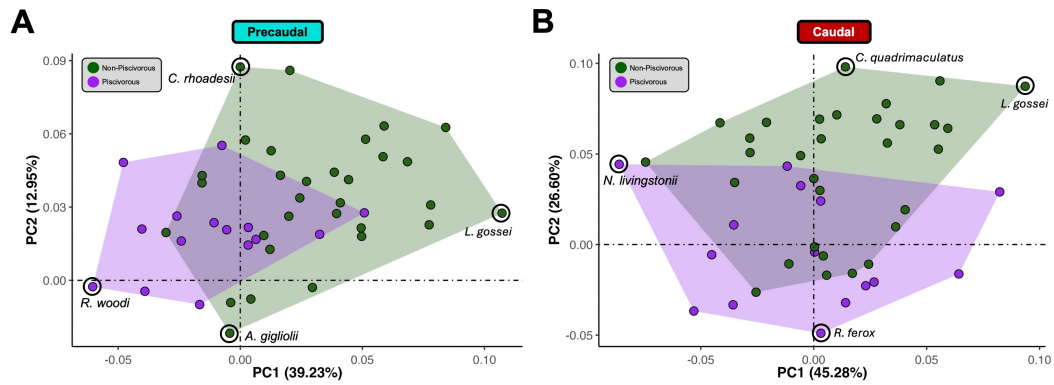 A
Precaudal
Non-Piscivorous
Piscivorous
C. rhoadesii
L. gossei
R. woodi
A. gigliolii
0.09
0.06
0.03
0.00
-0.05
0.00
0.05
0.10
PC2 (12.95%)
PC1 (39.23%)
B
Caudal
Non-Piscivorous
Piscivorous
C. quadrimaculatus
L. gossei
N. livingstonii
R. ferox
0.10
0.05
0.00
-0.05
-0.05
0.00
0.05
0.10
PC2 (26.60%)
PC1 (45.28%)